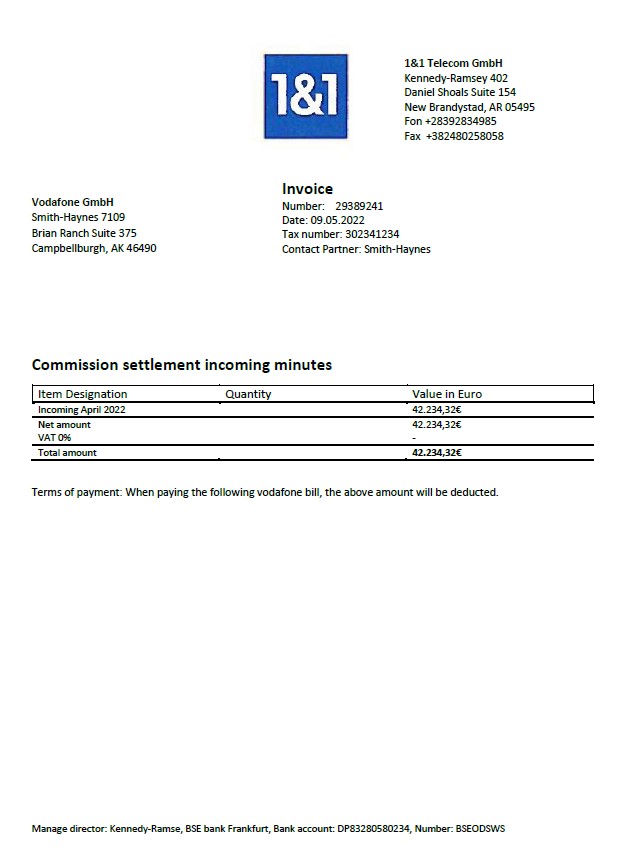 1&1
1&1 Telecom GmbH
Kennedy-Ramsey 402
Daniel Shoals Suite 154
New Brandystad, AR 05495
Fon +28392834985
Fax +382480258058
Vodafone GmbH
Smith-Haynes 7109
Brian Ranch Suite 375
Campbellburgh, AK 46490
Invoice
Number: 29389241
Date: 09.05.2022
Tax number: 302341234
Contact Partner: Smith-Haynes
Commission settlement incoming minutes
Item Designation Quantity Value in Euro
Incoming April 2022 42.234,32€
Net amount 42.234,32€
VAT 0% -
Total amount 42.234,32€
Terms of payment: When paying the following vodafone bill, the above amount will be deducted.
Manage director: Kennedy-Ramse, BSE bank Frankfurt, Bank account: DP83280580234, Number: BSEODSWS